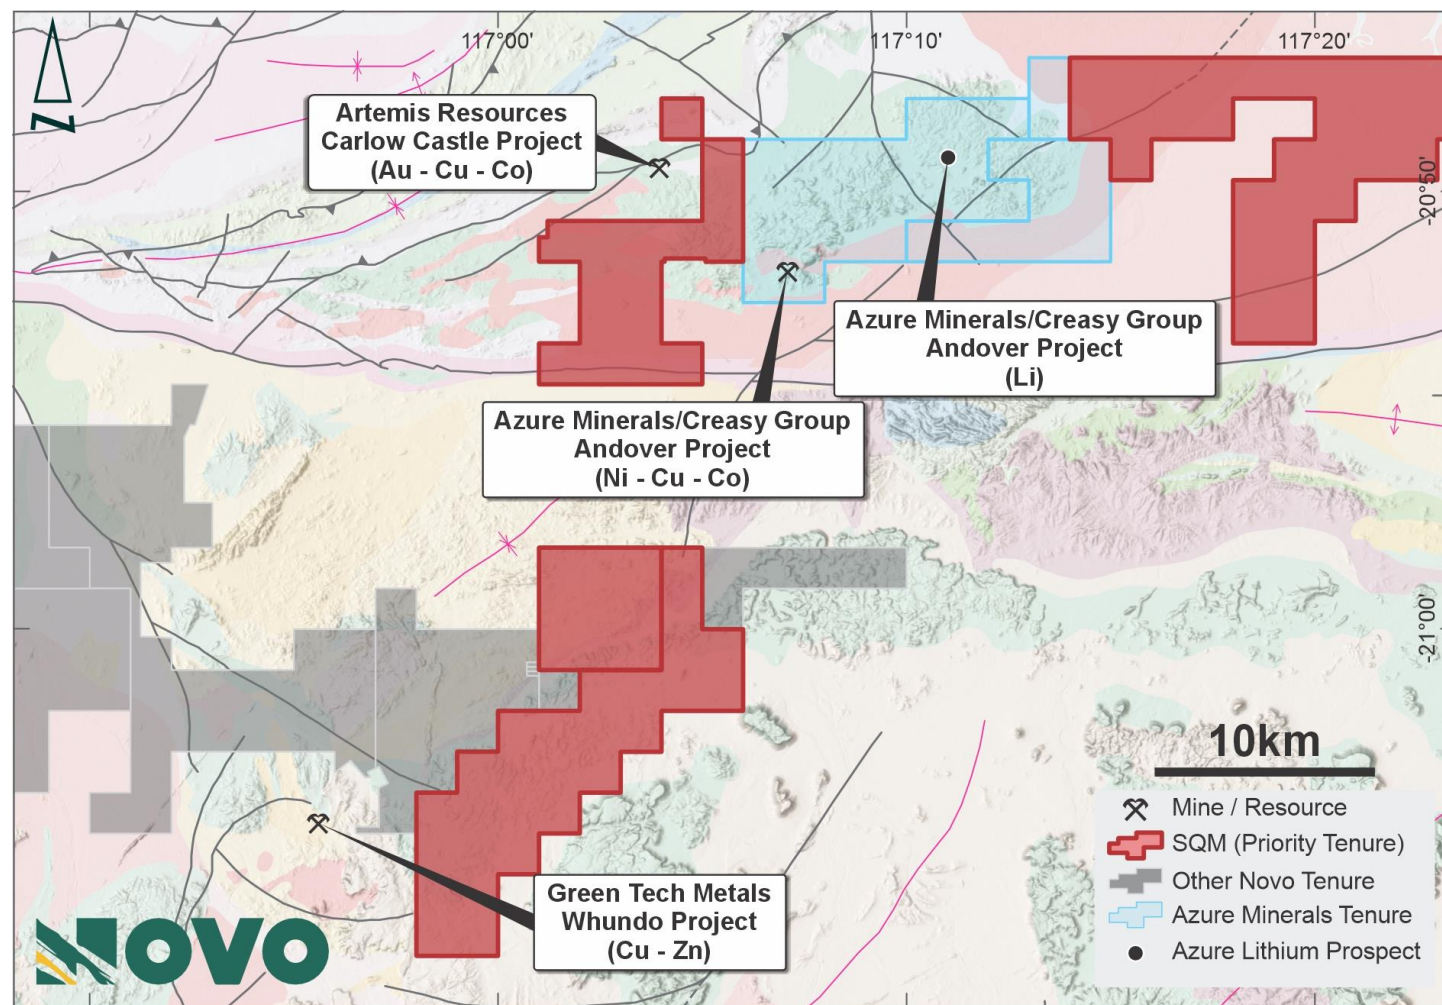 117°00'
117°10'
117°20'
Artemis Resources
Carlow Castle Project
(Au - Cu - Co)
-20°50'
Azure Minerals/Creasy Group
Andover Project
(Li)
Azure Minerals/Creasy Group
Andover Project
(Ni - Cu - Co)
-21°00'
10km
Mine / Resource
SQM (Priority Tenure)
Other Novo Tenure
Azure Minerals Tenure
Azure Lithium Prospect
Green Tech Metals
Whundo Project
(Cu - Zn)
NOVO